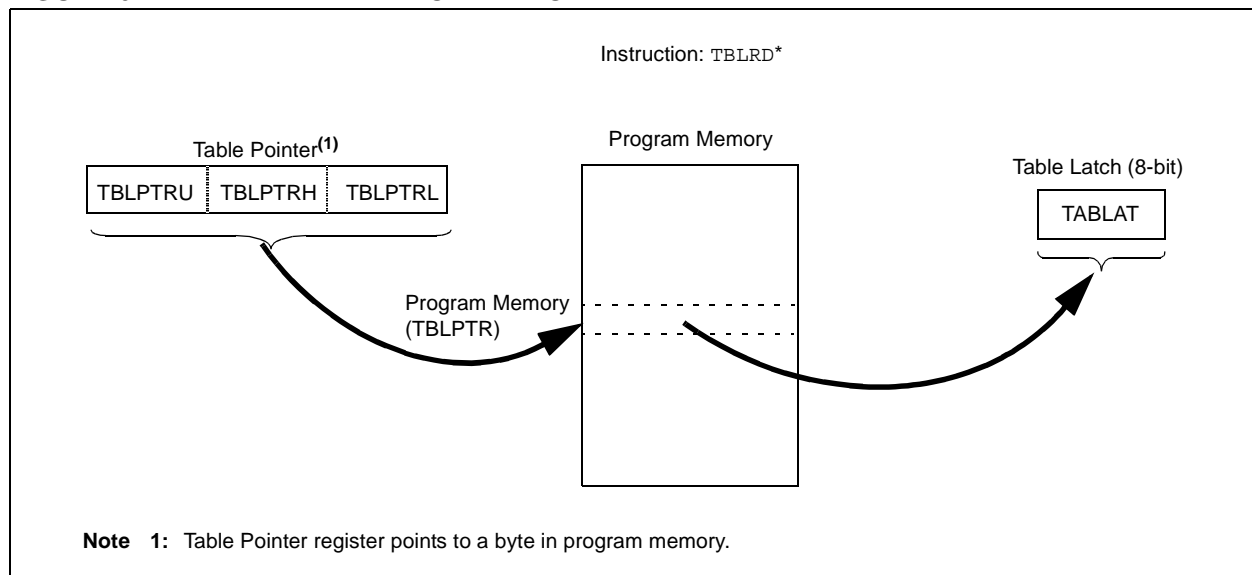 Instruction: TBLRD*
Table Pointer(1)
TBLPTRU TBLPTRH TBLPTRL
Program Memory
Table Latch (8-bit)
TABLAT
Program Memory
(TBLPTR)
Note 1: Table Pointer register points to a byte in program memory.